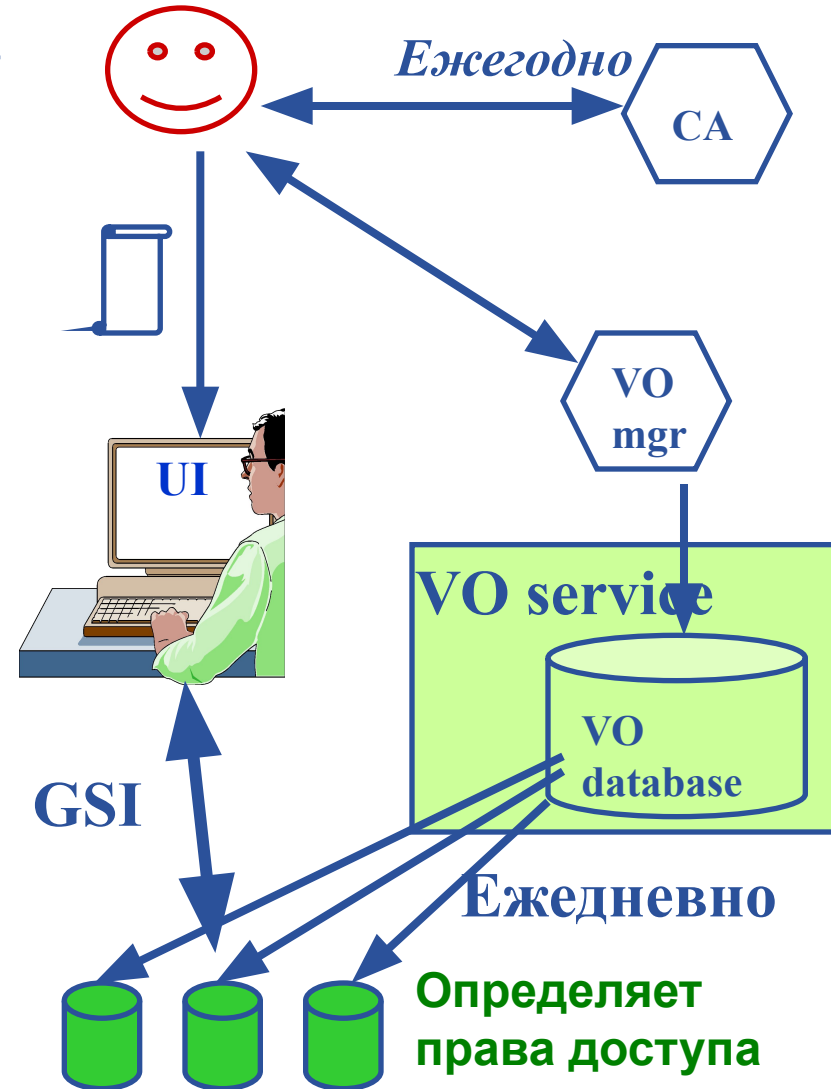 Ежегодно
CA
VO
mgr
UI
VO service
VO
database
GSI
Ежедневно
Определяет
права доступа